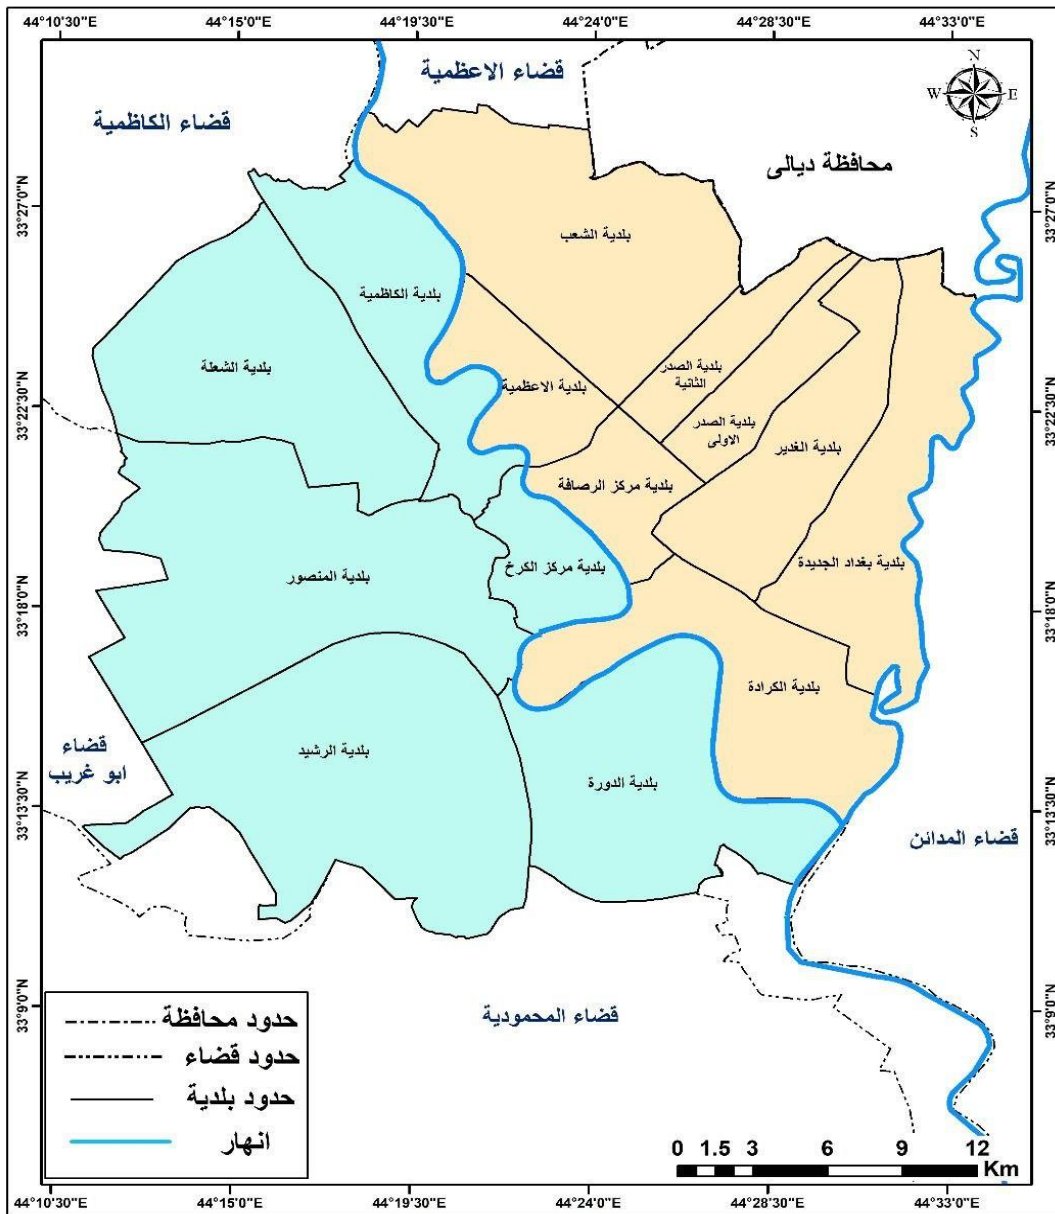 44°10'30"E 44°15'0"E 44°19'30"E 44°24'0"E 44°28'30"E 44°33'0"E
قضاء الاعظمية
قضاء الكاظمية
N
W E
S
محافظة ديالى
33°27'0"N
33°27'0"N
بلدية الشعب
بلدية الكاظمية
بلدية الشعلة
بلدية الاعظمية
بلدية الصدر
الثانية
33°22'30"N
33°22'30"N
بلدية الصدر
الاولى
بلدية الغدير
بلدية مركز الرصافة
بلدية مركز الكرخ
بلدية بغداد الجديدة
بلدية المنصور
33°18'0"N
33°18'0"N
بلدية الكرادة
قضاء
ابو غريب
بلدية الرشيد
بلدية الدورة
33°13'30"N
33°13'30"N
قضاء المدائن
قضاء المحمودية
33°9'0"N
33°9'0"N
حدود محافظة
حدود قضاء
حدود بلدية
انهار
0 1.5 3 6 9 12
Km
44°10'30"E 44°15'0"E 44°19'30"E 44°24'0"E 44°28'30"E 44°33'0"E